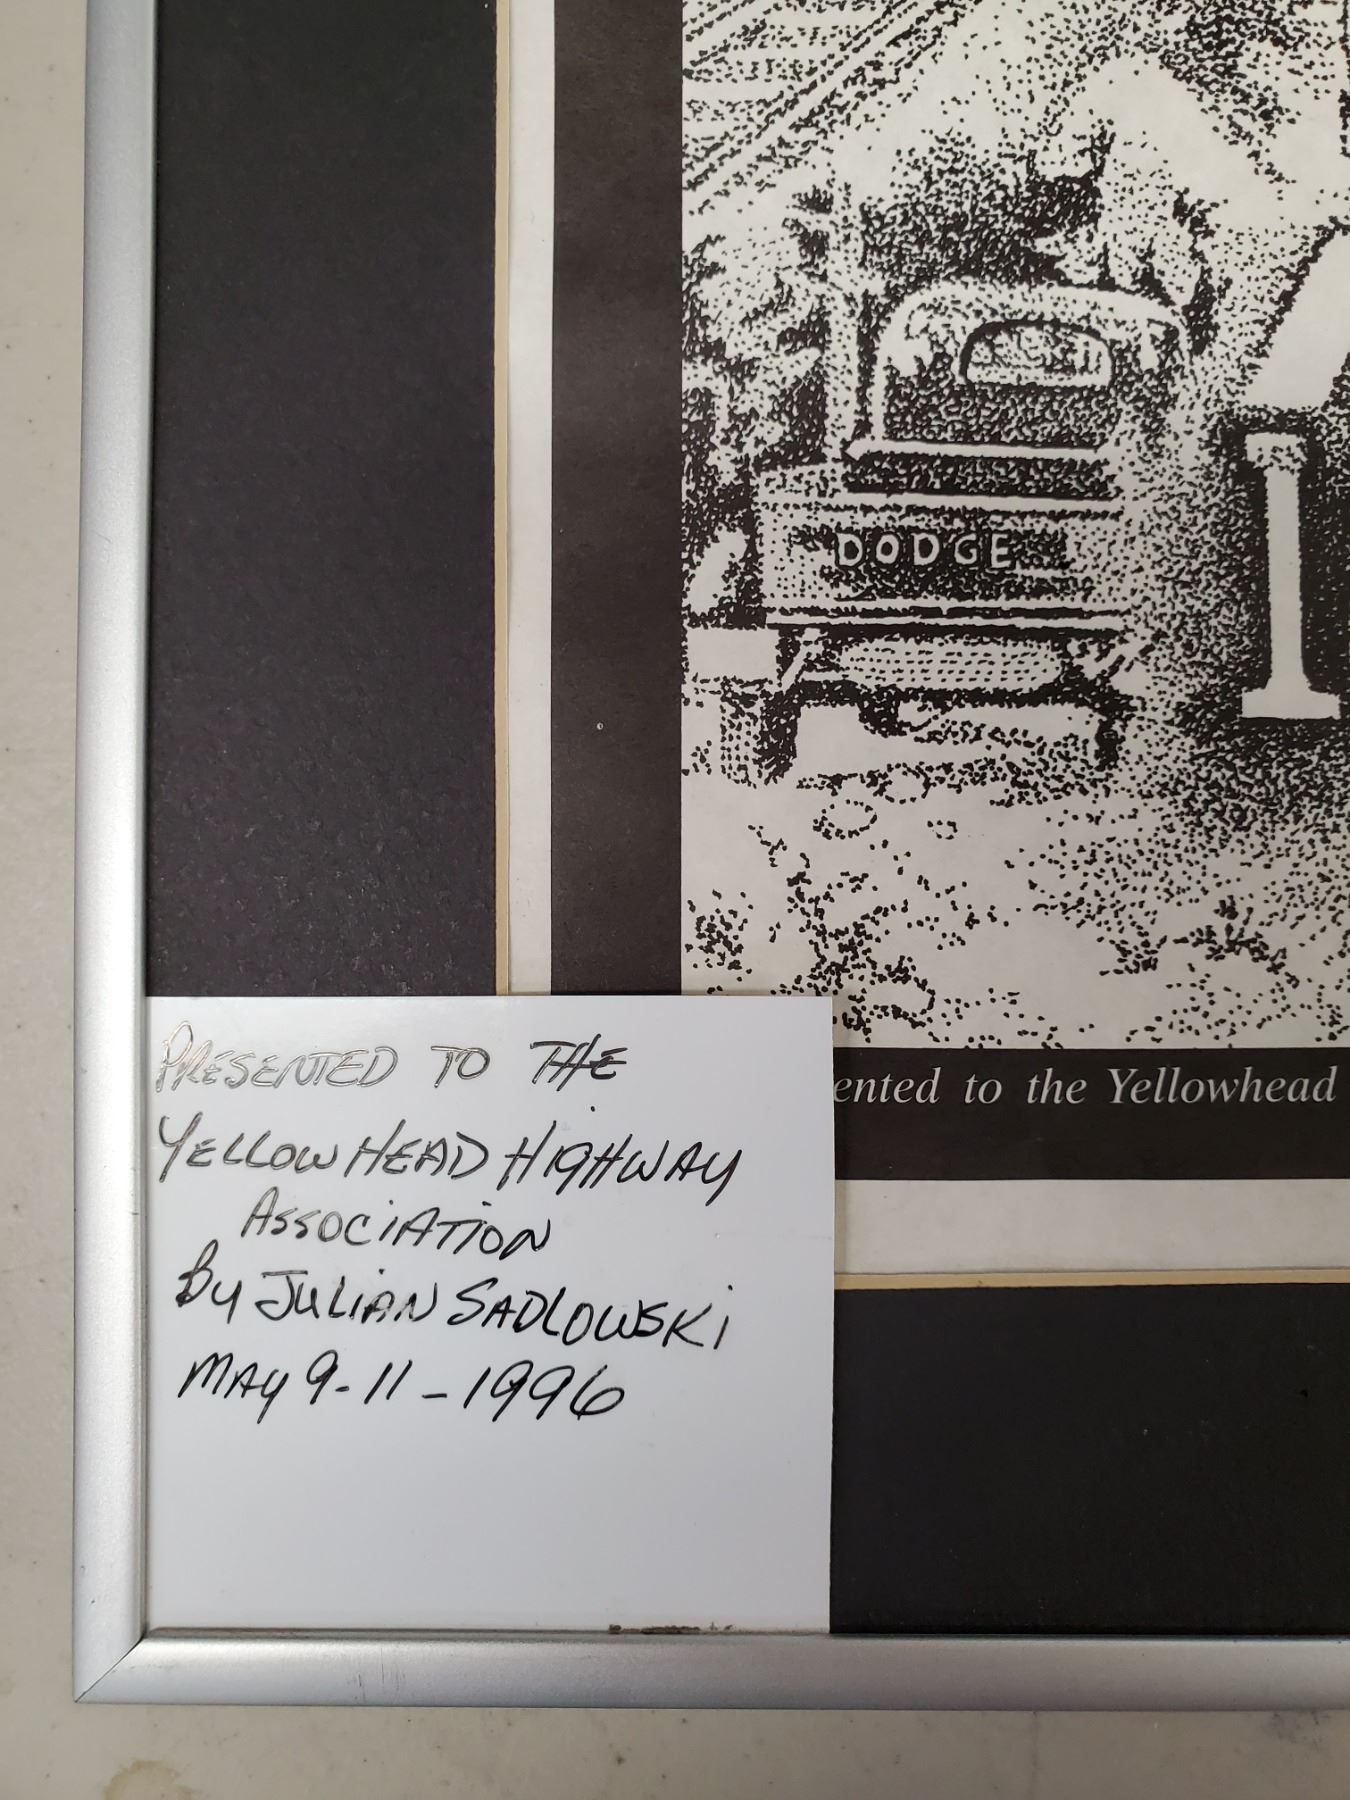 DODGE
PRESENTED TO THE
YELLOWHEAD HIGHWAY
ASSOCIATION
By JULIAN SADLOWSKI
MAY 9-11-1996
ented to the Yellowhead